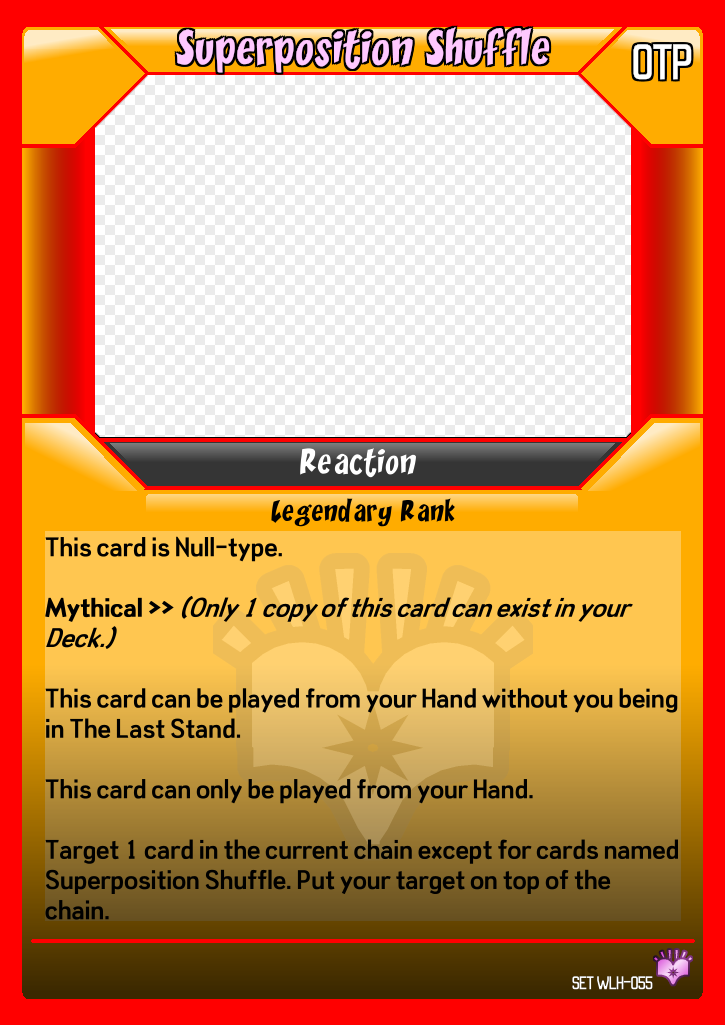 Superposition Shuffle
OTP
Reaction
Legendary Rank
This card is Null-type.
Mythical >> (Only 1 copy of this card can exist in your
Deck.)
This card can be played from your Hand without you being
in The Last Stand.
This card can only be played from your Hand.
Target 1 card in the current chain except for cards named
Superposition Shuffle. Put your target on top of the
chain.
SET WLH-055